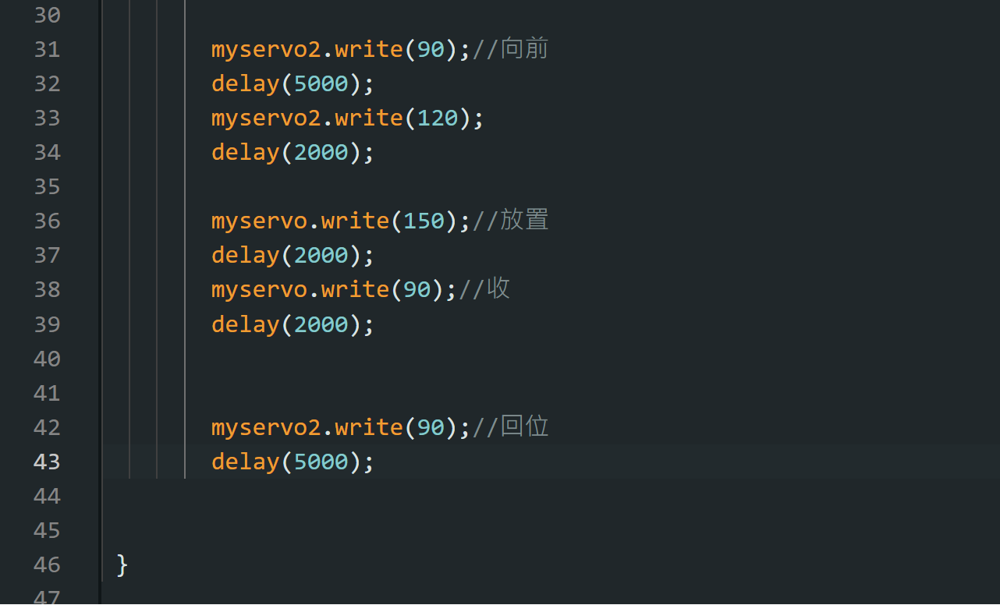 30
31 myservo2.write(90);//向前
32 delay(5000);
33 myservo2.write(120);
34 delay(2000);
35
36 myservo.write(150);//放置
37 delay(2000);
38 myservo.write(90);//收
39 delay(2000);
40
41
42 myservo2.write(90);//回位
43 delay(5000);
44
45
46 }
47